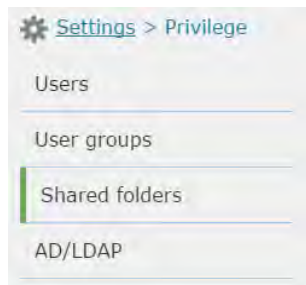 Settings > Privilege
Users
User groups
Shared folders
AD/LDAP